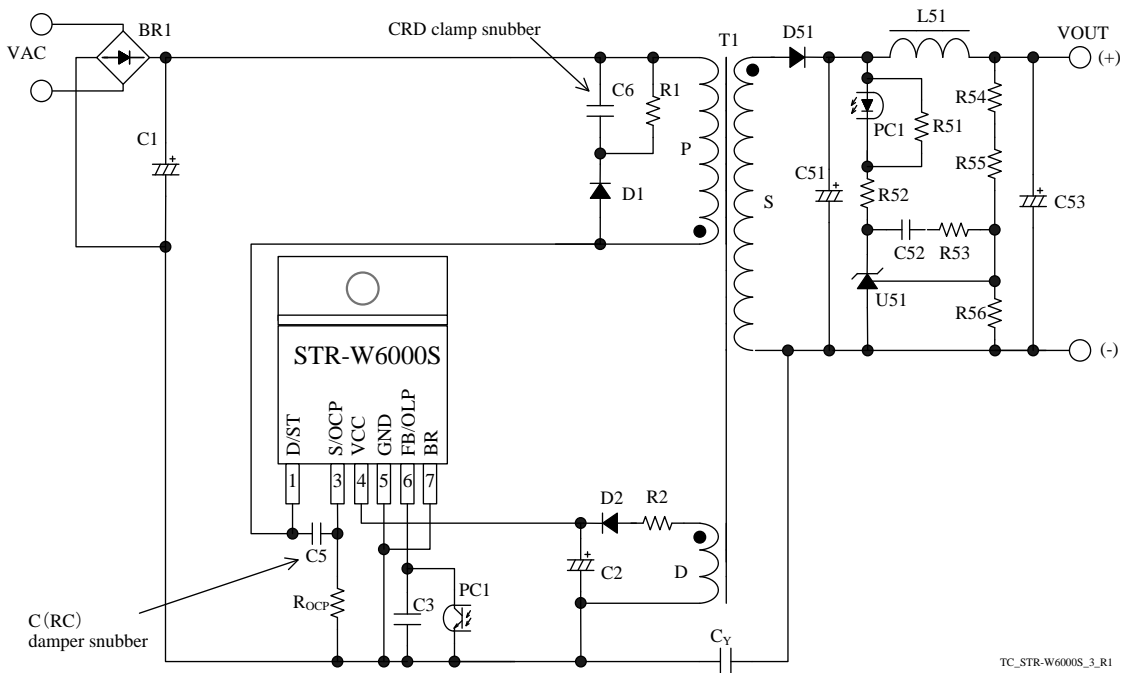 BR1
VAC
C1
CRD clamp snubber
C6
R1
P
D1
T1
S
D51
L51
VOUT
(+)
PC1
R51
R54
R55
C51
R52
C53
C52
R53
U51
R56
(-)
STR-W6000S
D/ST
S/OCP
VCC
GND
FB/OLP
BR
1
3
4
5
6
7
C5
D2
R2
C2
D
ROCP
C3
PC1
C(RC)
damper snubber
CY
TC_STR-W6000S_3_R1